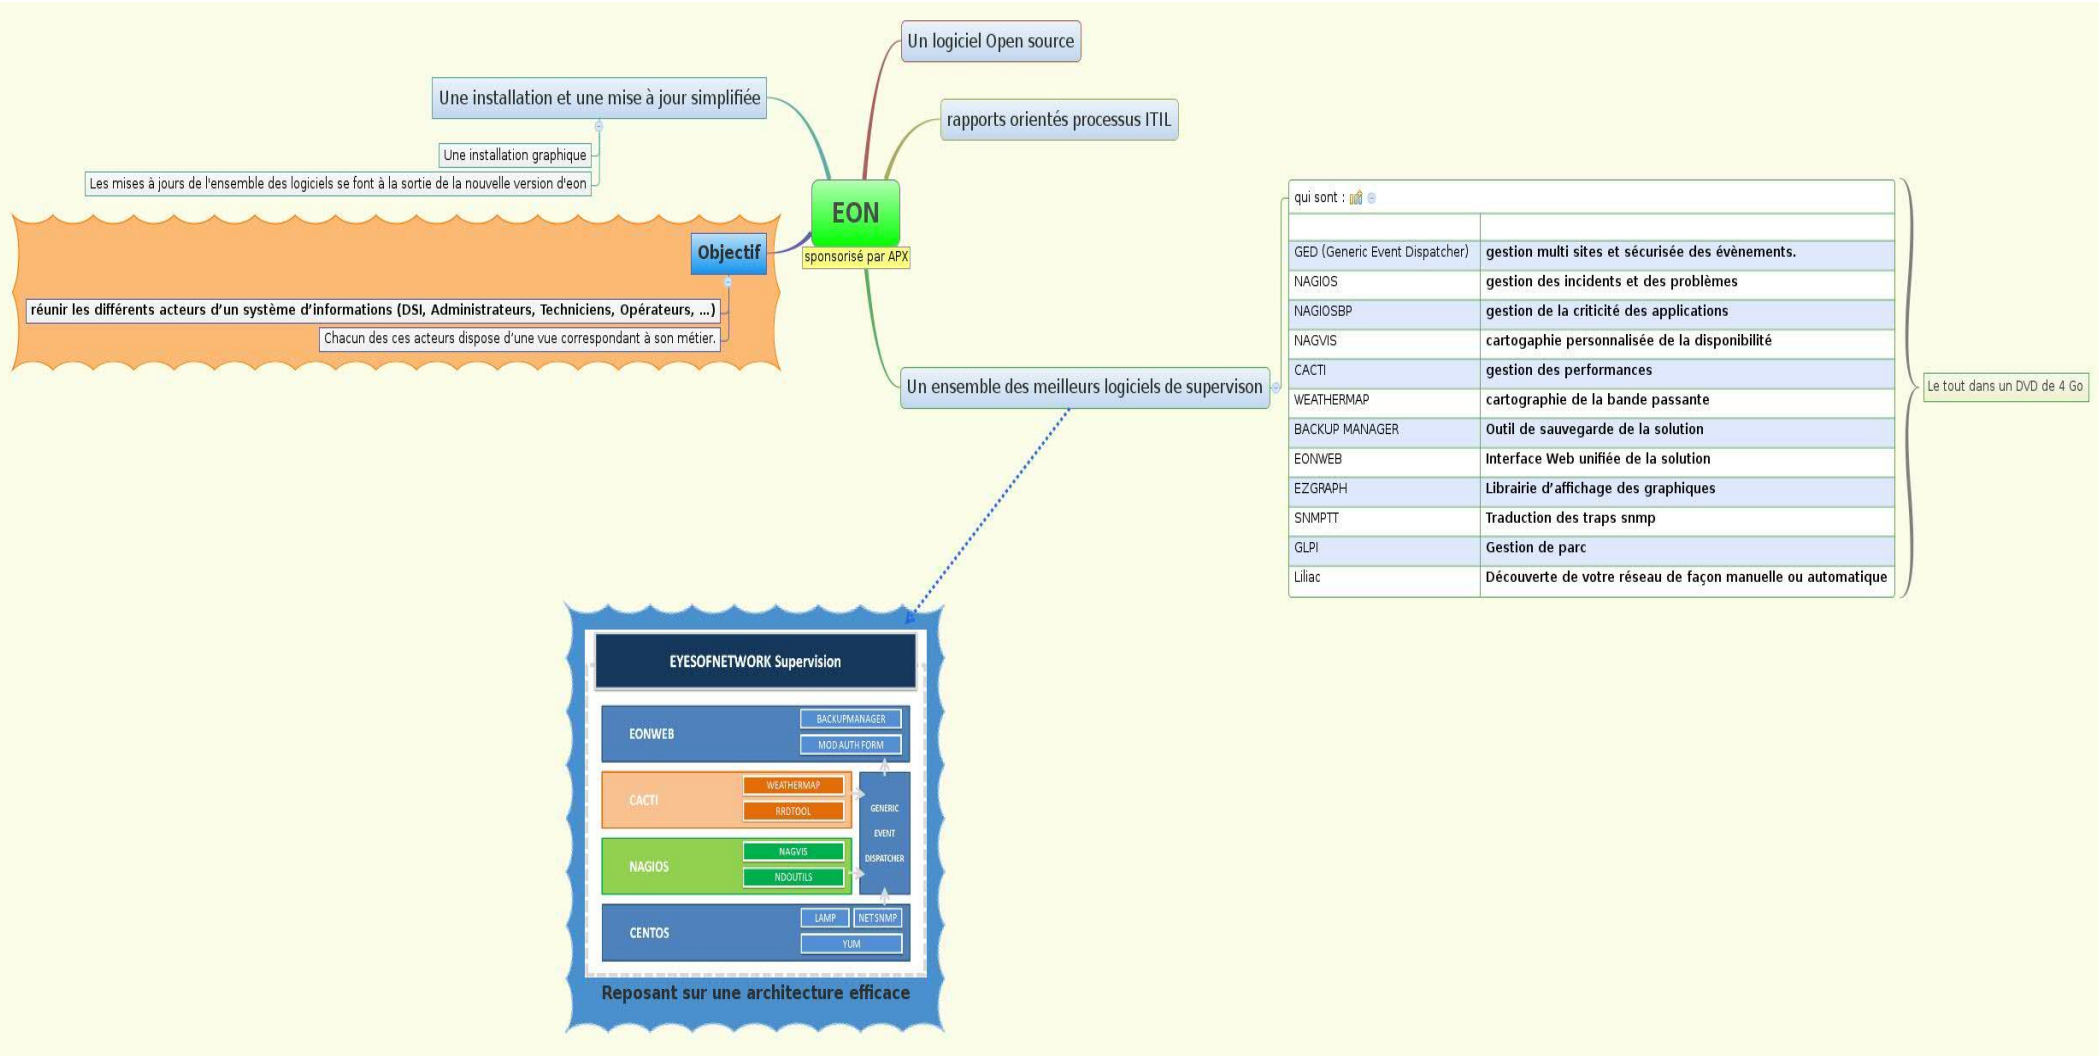 Un logiciel Open source
Une installation et une mise à jour simplifiée
rapports orientés processus ITIL
Une installation graphique
Les mises à jours de l'ensemble des logiciels se font à la sortie de la nouvelle version d'eon
EON
sponsorisé par APX
Objectif
réunir les différents acteurs d’un système d’informations (DSI, Administrateurs, Techniciens, Opérateurs, ...)
Chacun des ces acteurs dispose d’une vue correspondant à son métier.
Un ensemble des meilleurs logiciels de supervison
qui sont :
GED (Generic Event Dispatcher) gestion multi sites et sécurisée des évènements.
NAGIOS gestion des incidents et des problèmes
NAGIOSBP gestion de la criticité des applications
NAGVIS cartogaphie personnalisée de la disponibilité
CACTI gestion des performances
WEATHERMAP cartographie de la bande passante
BACKUP MANAGER Outil de sauvegarde de la solution
EONWEB Interface Web unifiée de la solution
EZGRAPH Librairie d’affichage des graphiques
SNMPTT Traduction des traps snmp
GLPI Gestion de parc
Liliac Découverte de votre réseau de façon manuelle ou automatique
Le tout dans un DVD de 4 Go
EYESOFNETWORK Supervision
EONWEB
BACKUPMANAGER
MOD AUTH FORM
CACTI
WEATHERMAP
RRDTOOL
GENERIC
EVENT
DISPATCHER
NAGIOS
NAGVIS
NDOUTILS
CENTOS
LAMP
NETSNMP
YUM
Reposant sur une architecture efficace